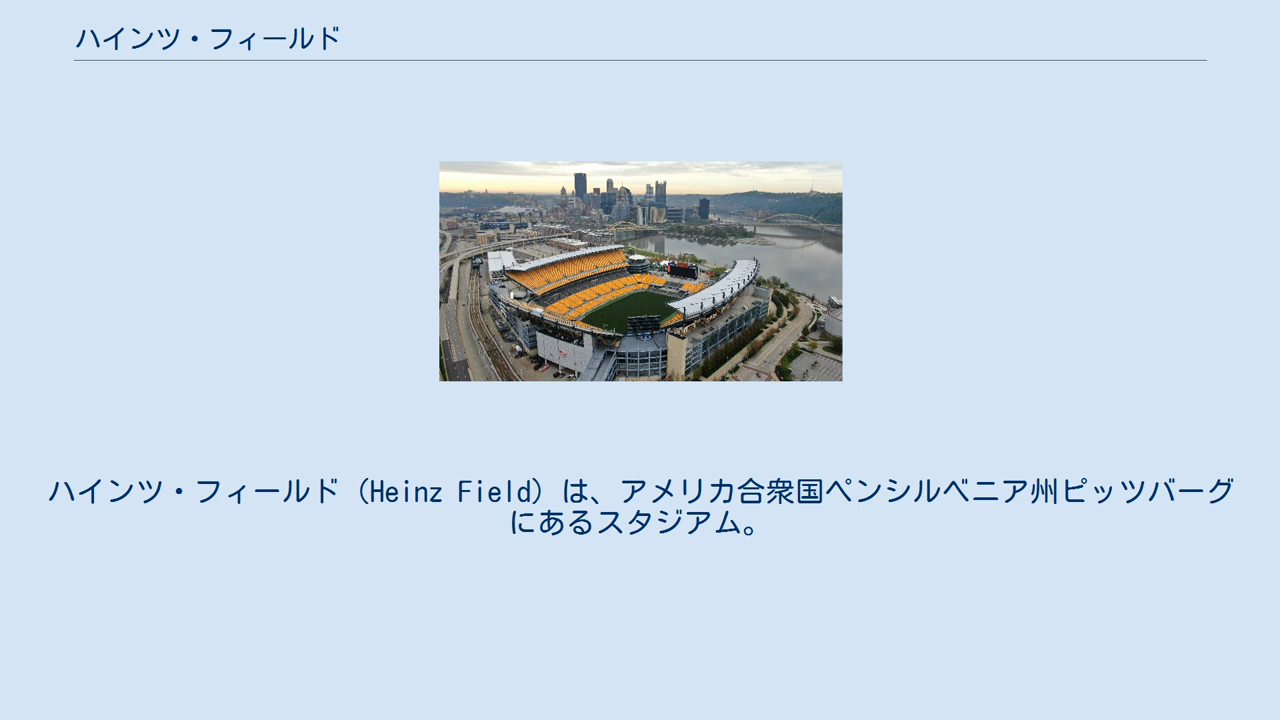 ハインツ・フィールド
ハインツ・フィールド（Heinz Field）は、アメリカ合衆国ペンシルベニア州ピッツバーグ
にあるスタジアム。